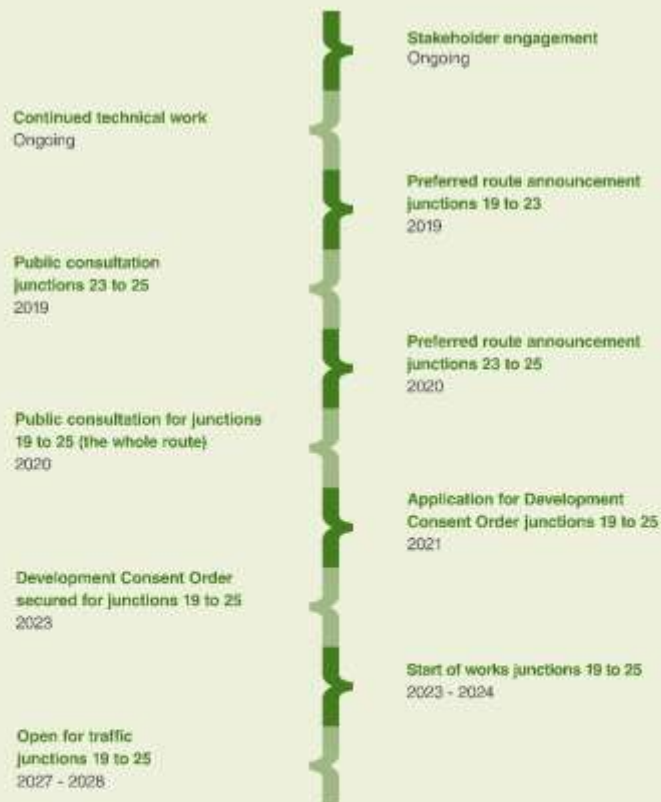 Stakeholder engagement
Ongoing
Continued technical work
Ongoing
Preferred route announcement
junctions 19 to 23
2019
Public consultation
junctions 23 to 25
2019
Preferred route announcement
junctions 23 to 25
2020
Public consultation for junctions
19 to 25 (the whole route)
2020
Application for Development
Consent Order junctions 19 to 25
2021
Development Consent Order
secured for junctions 19 to 25
2023
Start of works junctions 19 to 25
2023 - 2024
Open for traffic
junctions 19 to 25
2027 - 2028